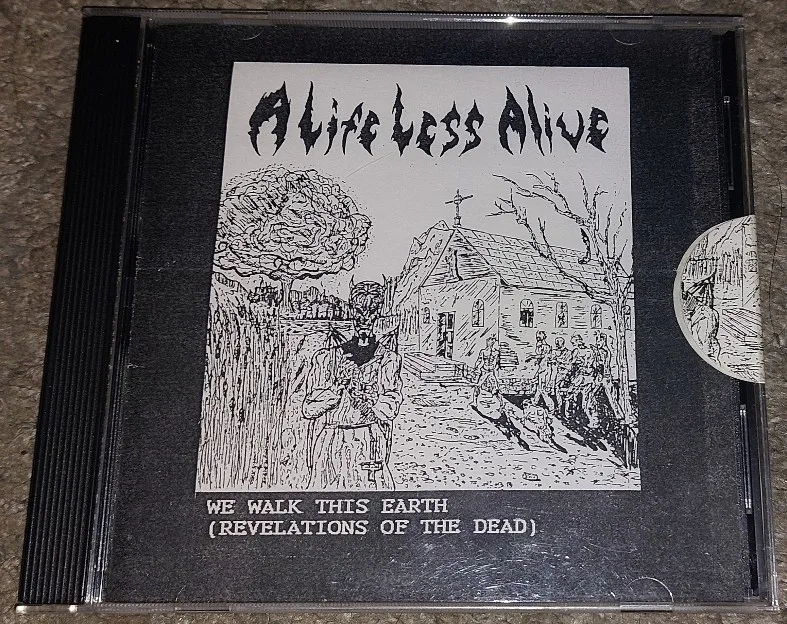 A Life Less Alive
WE WALK THIS EARTH
(REVELATIONS OF THE DEAD)